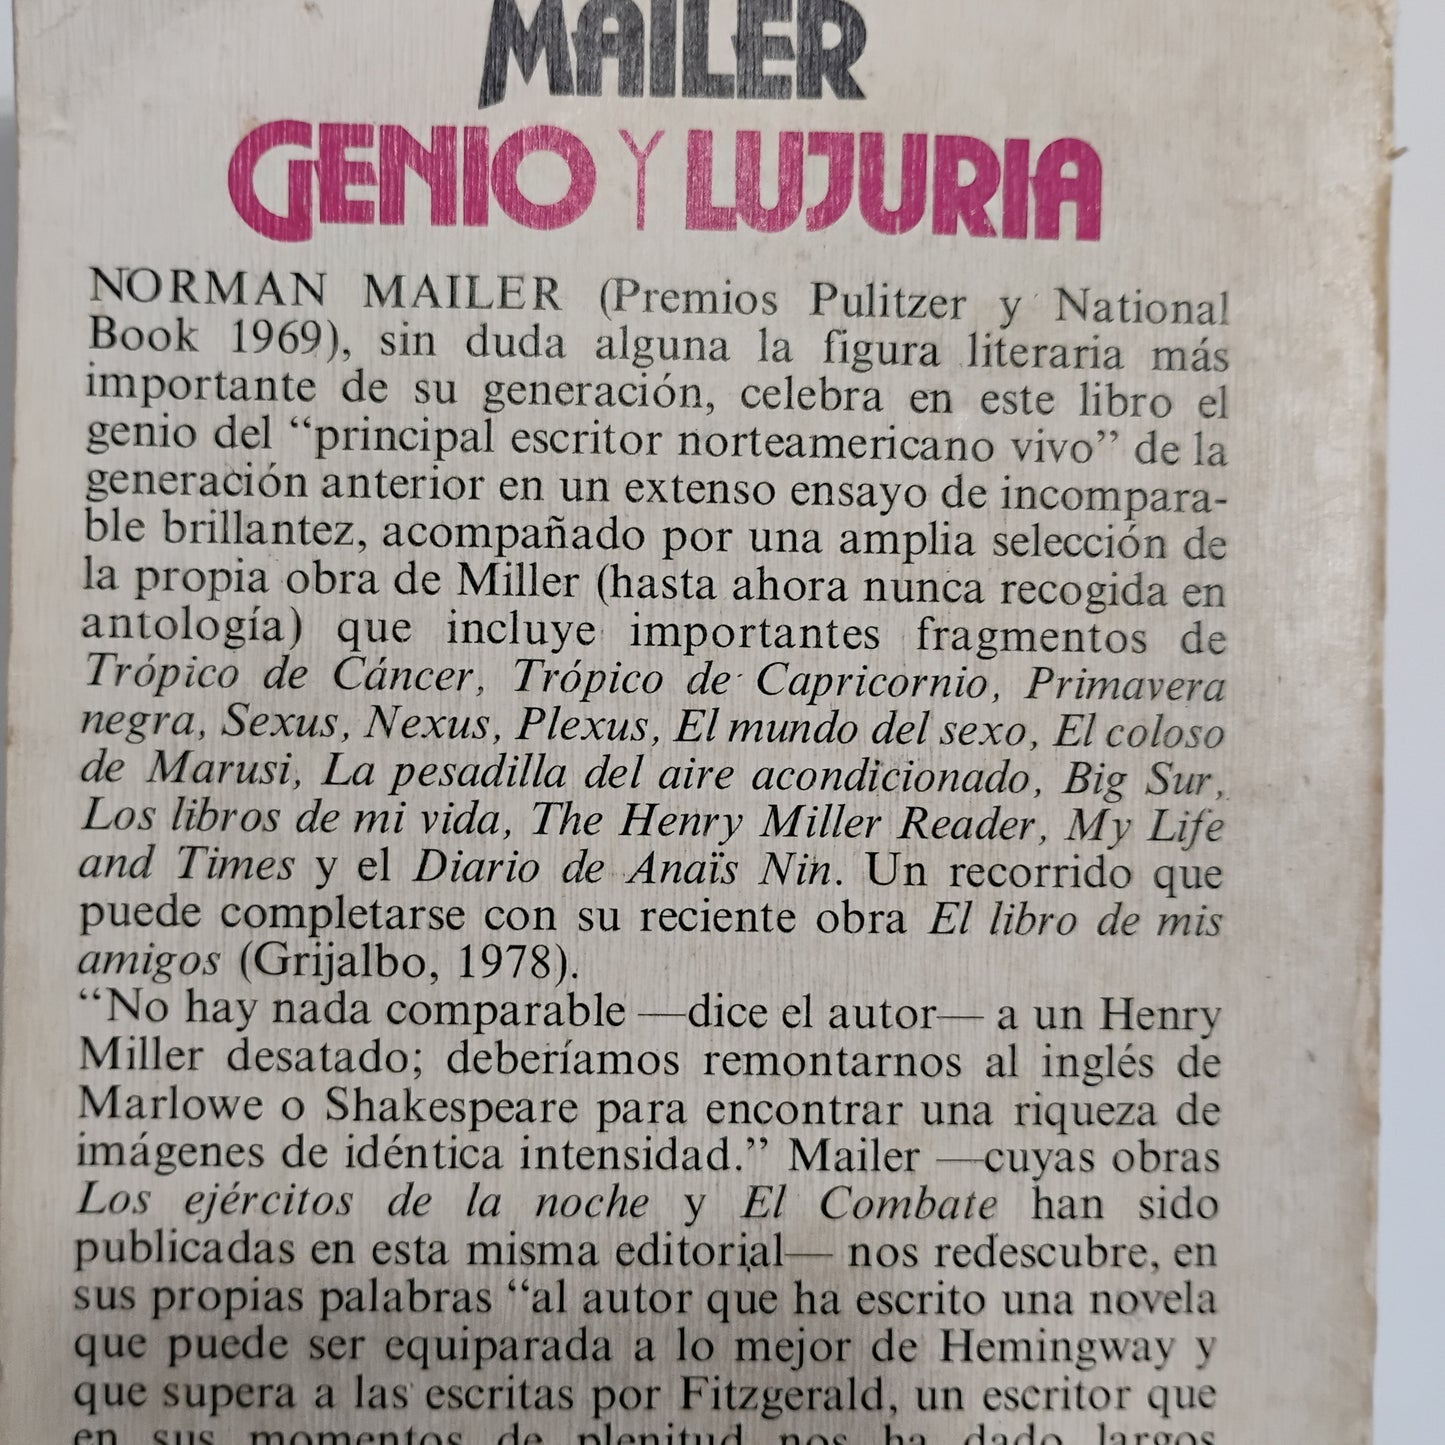 MAILER
GENIO Y LUJURIA
NORMAN MAILER (Premios Pulitzer y National
Book 1969), sin duda alguna la figura literaria más
importante de su generación, celebra en este libro el
genio del “principal escritor norteamericano vivo” de la
generación anterior en un extenso ensayo de incompara-
ble brillantez, acompañado por una amplia selección de
la propia obra de Miller (hasta ahora nunca recogida en
antología) que incluye importantes fragmentos de
Trópico de Cáncer, Trópico de Capricornio, Primavera
negra, Sexus, Nexus, Plexus, El mundo del sexo, El coloso
de Marusi, La pesadilla del aire acondicionado, Big Sur,
Los libros de mi vida, The Henry Miller Reader, My Life
and Times y el Diario de Anaïs Nin. Un recorrido que
puede completarse con su reciente obra El libro de mis
amigos (Grijalbo, 1978).
“No hay nada comparable —dice el autor— a un Henry
Miller desatado; deberíamos remontarnos al inglés de
Marlowe o Shakespeare para encontrar una riqueza de
imágenes de idéntica intensidad.” Mailer —cuyas obras
Los ejércitos de la noche y El Combate han sido
publicadas en esta misma editorial— nos redescubre, en
sus propias palabras “al autor que ha escrito una novela
que puede ser equiparada a lo mejor de Hemingway y
que supera a las escritas por Fitzgerald, un escritor que
en sus momentos de plenitud nos ha dado largos